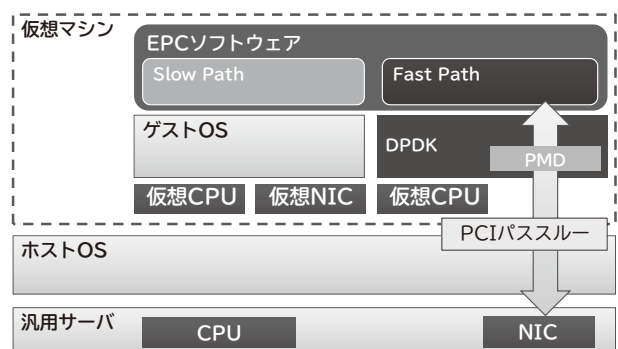 仮想マシン
EPCソフトウェア
Slow Path
Fast Path
ゲストOS
DPDK
PMD
仮想CPU
仮想NIC
仮想CPU
PCIパススルー
ホストOS
汎用サーバ
CPU
NIC